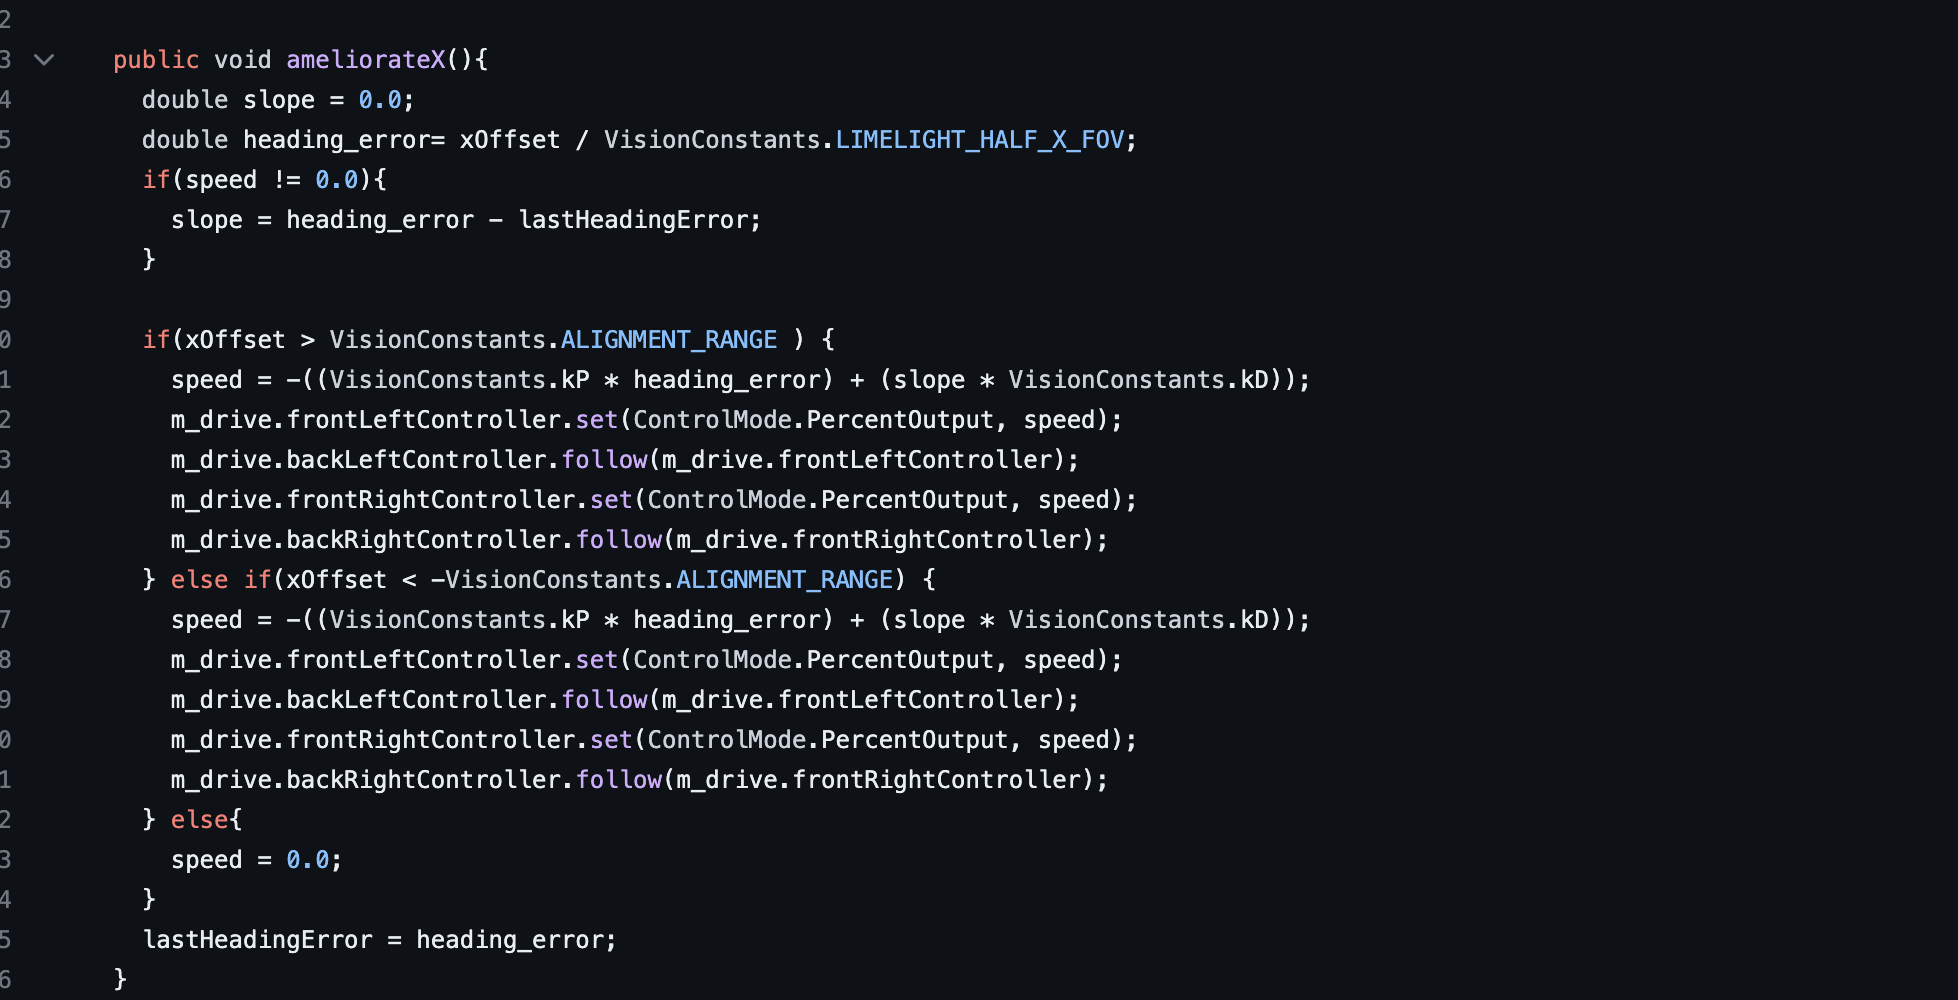 2
3 public void ameliorateX(){
4 double slope = 0.0;
5 double heading_error= xOffset / VisionConstants.LIMELIGHT_HALF_X_FOV;
6 if(speed != 0.0){
7 slope = heading_error - lastHeadingError;
8 }
9
0 if(xOffset > VisionConstants.ALIGNMENT_RANGE ) {
1 speed = -((VisionConstants.kP * heading_error) + (slope * VisionConstants.kD));
2 m_drive.frontLeftController.set(ControlMode.PercentOutput, speed);
3 m_drive.backLeftController.follow(m_drive.frontLeftController);
4 m_drive.frontRightController.set(ControlMode.PercentOutput, speed);
5 m_drive.backRightController.follow(m_drive.frontRightController);
6 } else if(xOffset < -VisionConstants.ALIGNMENT_RANGE) {
7 speed = -((VisionConstants.kP * heading_error) + (slope * VisionConstants.kD));
8 m_drive.frontLeftController.set(ControlMode.PercentOutput, speed);
9 m_drive.backLeftController.follow(m_drive.frontLeftController);
0 m_drive.frontRightController.set(ControlMode.PercentOutput, speed);
1 m_drive.backRightController.follow(m_drive.frontRightController);
2 } else{
3 speed = 0.0;
4 }
5 lastHeadingError = heading_error;
6 }